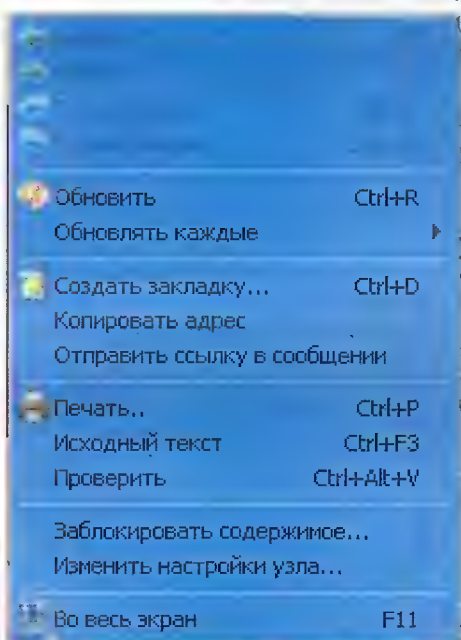 Обновить Ctrl+R
Обновлять каждые
Создать закладку... Ctrl+D
Копировать адрес
Отправить ссылку в сообщении
Печать.. Ctrl+P
Исходный текст Ctrl+F3
Проверить Ctrl+Alt+V
Заблокировать содержимое...
Изменить настройки узла...
Во весь экран F11